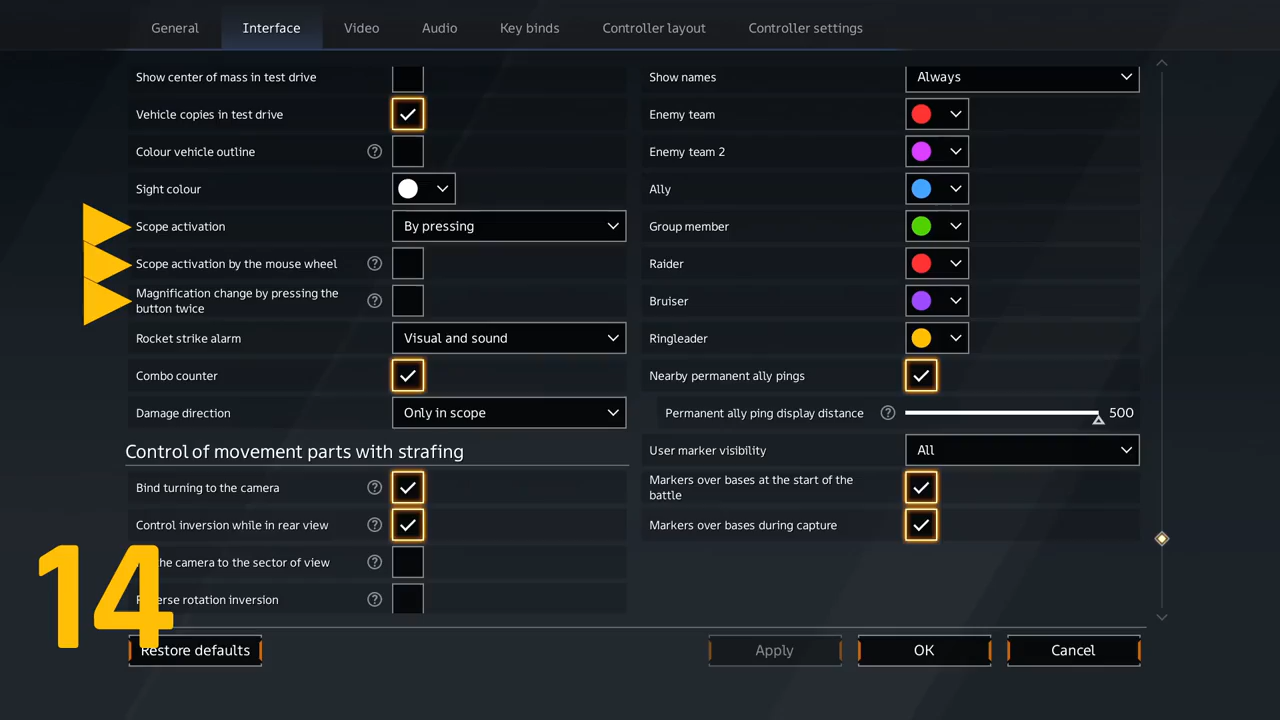 General Interface Video Audio Key binds Controller layout Controller settings
Show center of mass in test drive
Vehicle copies in test drive
Colour vehicle outline ?
Sight colour
Scope activation By pressing
Scope activation by the mouse wheel ?
Magnification change by pressing the
button twice ?
Rocket strike alarm Visual and sound
Combo counter
Damage direction Only in scope
Control of movement parts with strafing
Bind turning to the camera ?
Control inversion while in rear view ?
the camera to the sector of view ?
rotation inversion ?
Show names Always
Enemy team
Enemy team 2
Ally
Group member
Raider
Bruiser
Ringleader
Nearby permanent ally pings
Permanent ally ping display distance ? 500
User marker visibility All
Markers over bases at the start of the
battle
Markers over bases during capture
14
Restore defaults Apply OK Cancel